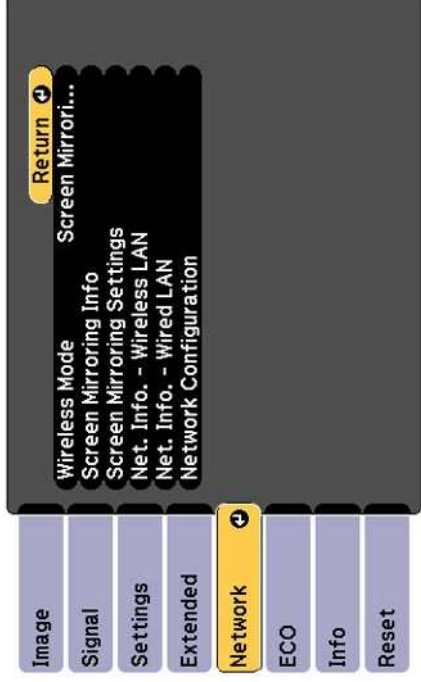 Image
Signal
Settings
Extended
Network
ECO
Info
Reset
Return
Wireless Mode Screen Mirrori...
Screen Mirroring Info
Screen Mirroring Settings
Net. Info. - Wireless LAN
Net. Info. - Wired LAN
Network Configuration